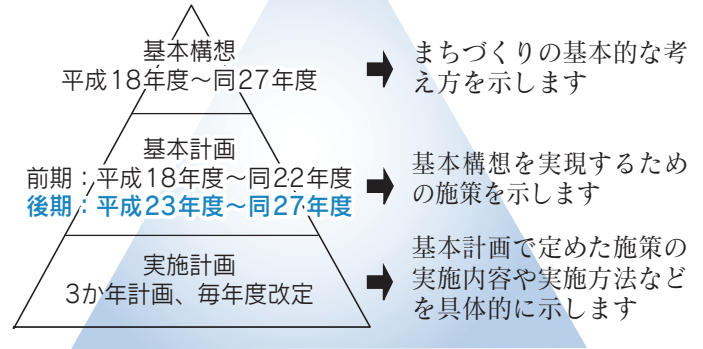 基本構想
平成18年度～同27年度
まちづくりの基本的な考
え方を示します
基本計画
前期：平成18年度～同22年度
後期：平成23年度～同27年度
基本構想を実現するため
の施策を示します
実施計画
3か年計画、毎年度改定
基本計画で定めた施策の
実施内容や実施方法など
を具体的に示します